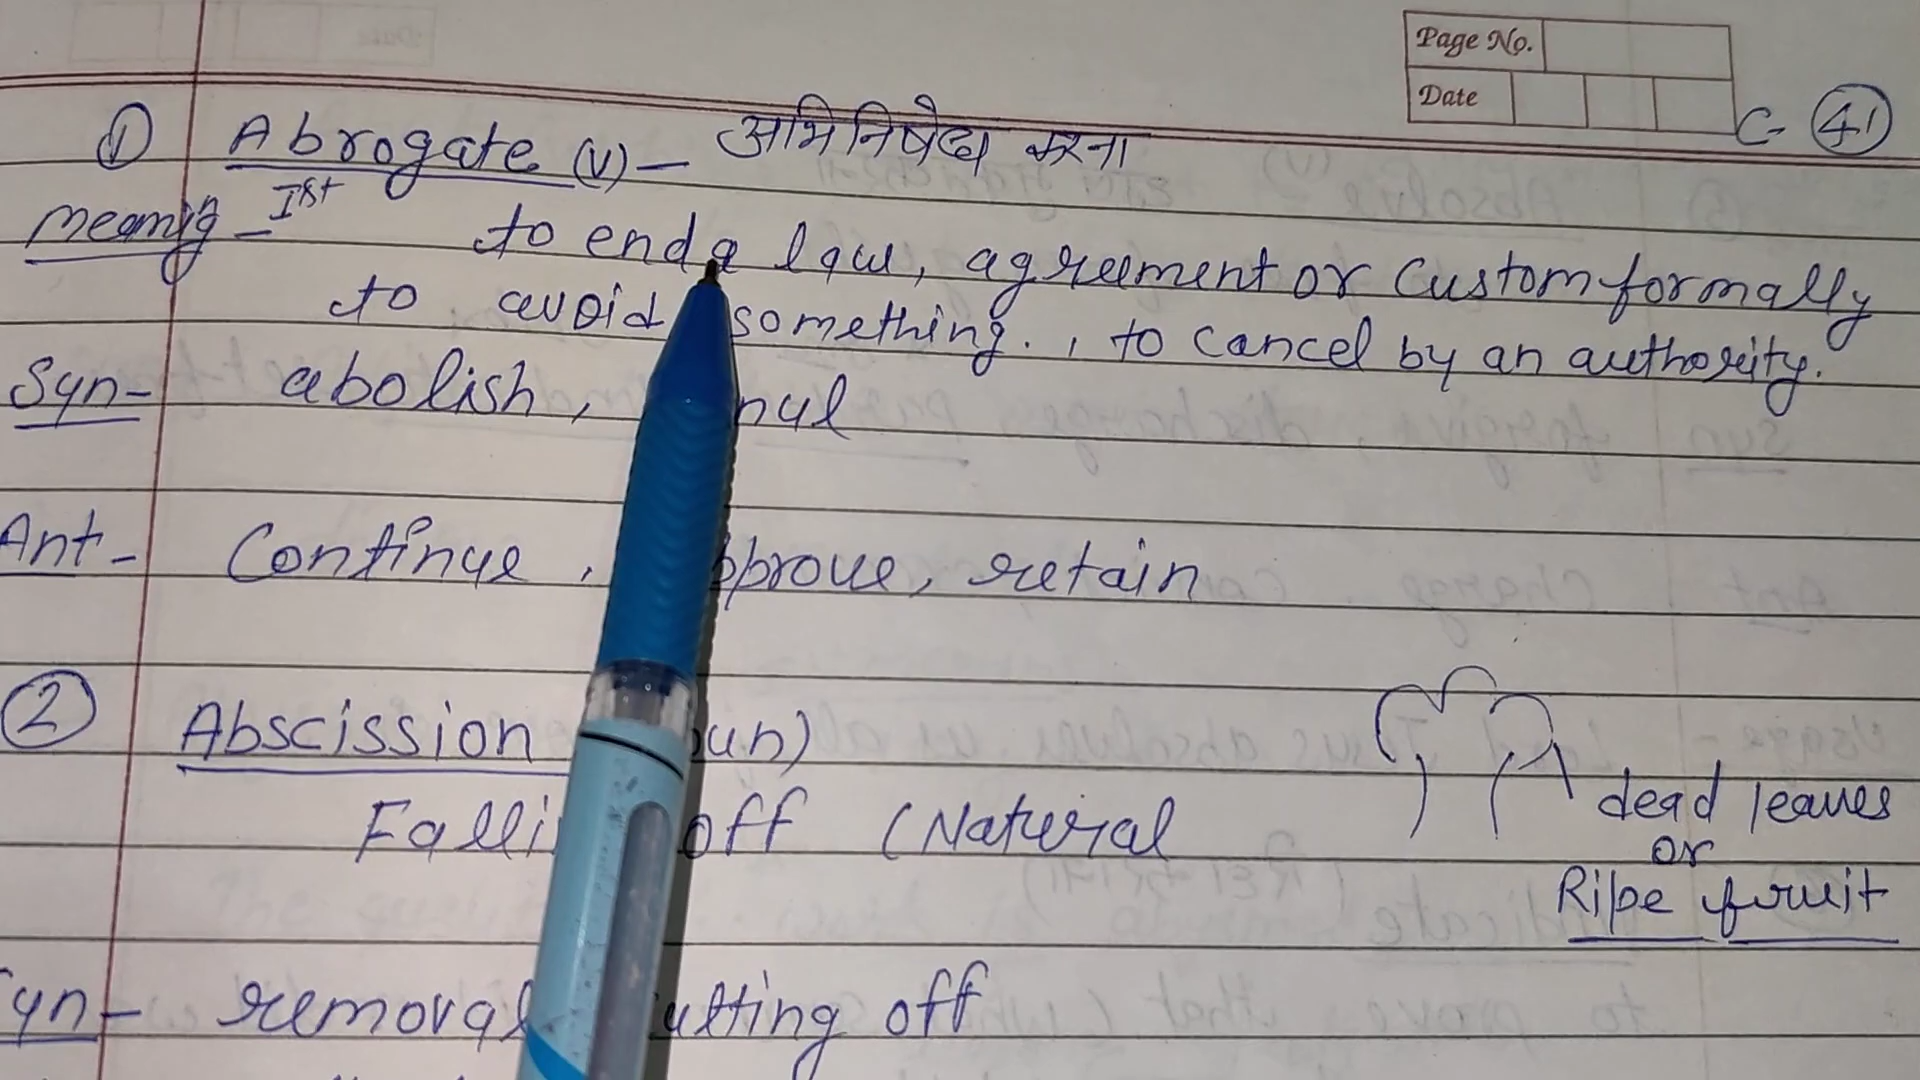 Page No.
Date
C- 41
① Abrogate (V) - अभिनिषेध करना
Meaning - Ist to end a law, agreement or Custom formally
to avoid something. , to cancel by an authority.
Syn- abolish,
Ant- Continue , retain
② Abscission
off (Natural
dead leaves
or
Ripe fruit
removal off